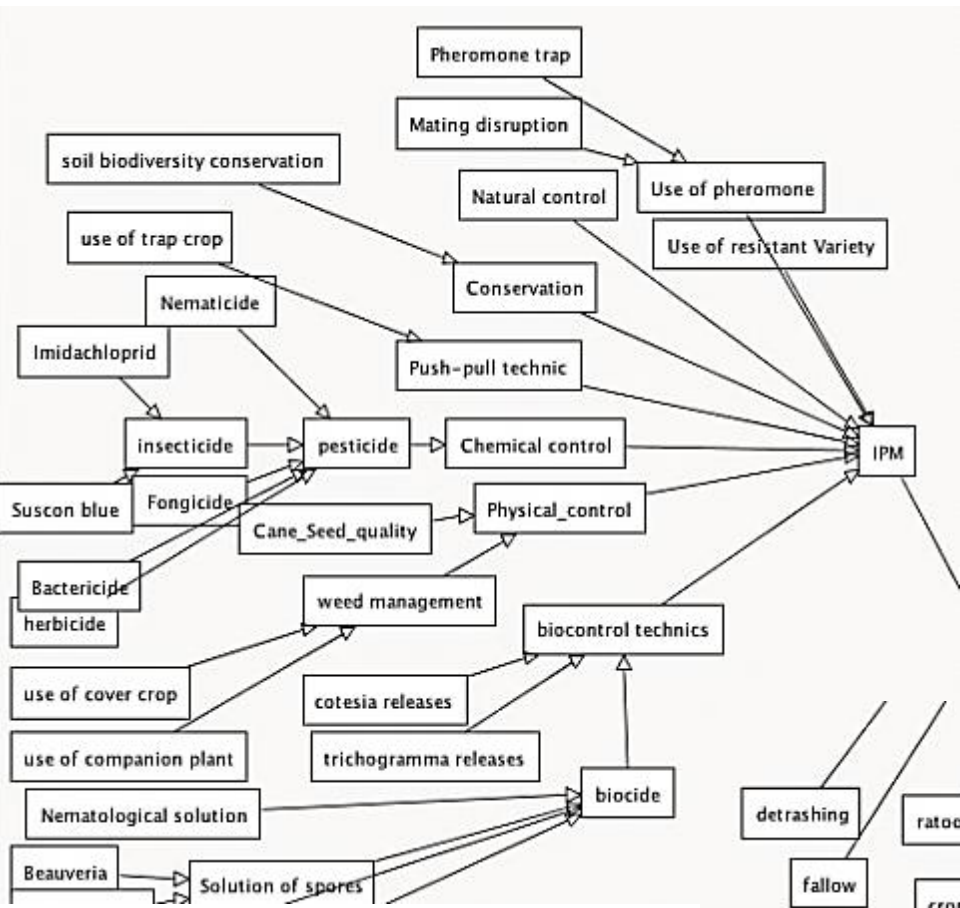 Pheromone trap
Mating disruption
soil biodiversity conservation
Natural control
Use of pheromone
use of trap crop
Use of resistant Variety
Conservation
Nematicide
Imidachloprid
Push-pull technic
insecticide
pesticide
Chemical control
IPM
Suscon blue
Fongicide
Physical_control
Cane_Seed_quality
Bactericide
herbicide
weed management
biocontrol technics
use of cover crop
cotesia releases
use of companion plant
trichogramma releases
biocide
Nematological solution
detrashing
ratoo
Beauveria
Solution of spores
fallow